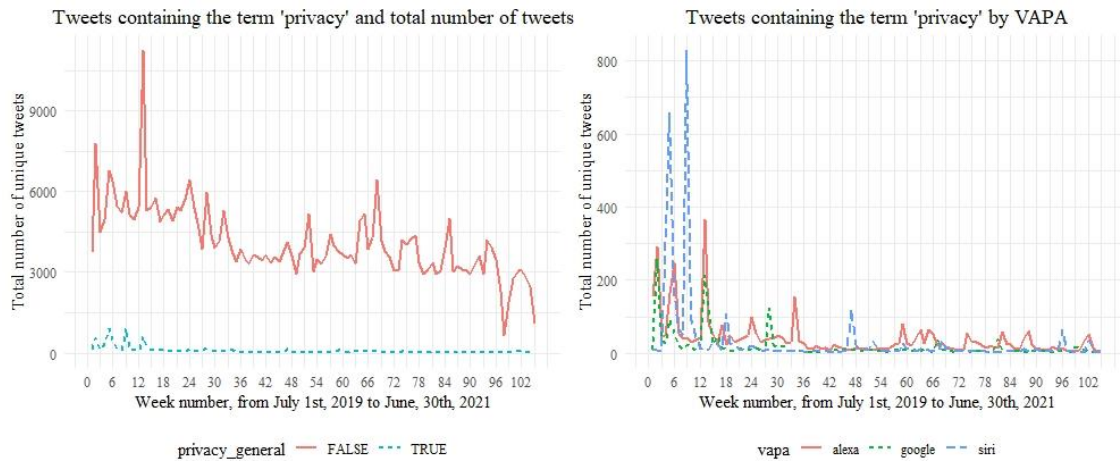 Tweets containing the term 'privacy' and total number of tweets
Total number of unique tweets
9000
6000
3000
0
0 6 12 18 24 30 36 42 48 54 60 66 72 78 84 90 96 102
Week number, from July 1st, 2019 to June, 30th, 2021
privacy_general FALSE TRUE
Tweets containing the term 'privacy' by VAPA
Total number of unique tweets
800
600
400
200
0
0 6 12 18 24 30 36 42 48 54 60 66 72 78 84 90 96 102
Week number, from July 1st, 2019 to June, 30th, 2021
vapa alexa google siri